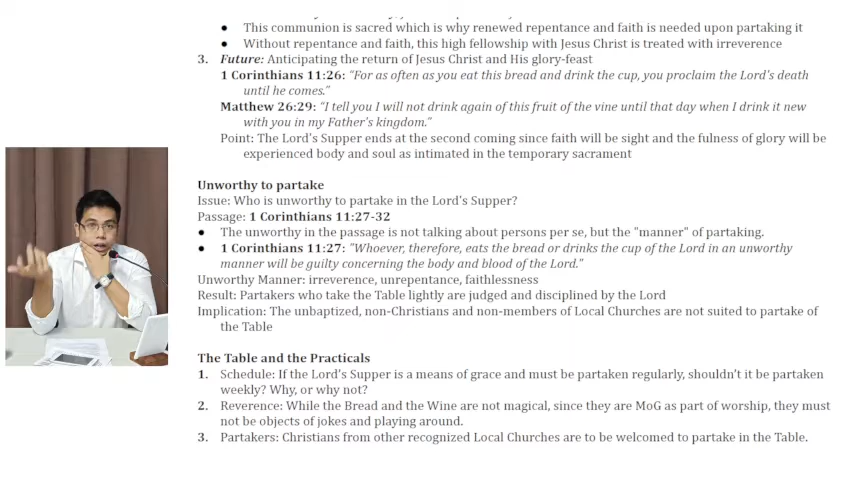 ● This communion is sacred which is why renewed repentance and faith is needed upon partaking it
● Without repentance and faith, this high fellowship with Jesus Christ is treated with irreverence
3. Future: Anticipating the return of Jesus Christ and His glory-feast
1 Corinthians 11:26: "For as often as you eat this bread and drink the cup, you proclaim the Lord's death
until he comes."
Matthew 26:29: "I tell you I will not drink again of this fruit of the vine until that day when I drink it new
with you in my Father's kingdom."
Point: The Lord's Supper ends at the second coming since faith will be sight and the fulness of glory will be
experienced body and soul as intimated in the temporary sacrament
Unworthy to partake
Issue: Who is unworthy to partake in the Lord's Supper?
Passage: 1 Corinthians 11:27-32
● The unworthy in the passage is not talking about persons per se, but the "manner" of partaking.
● 1 Corinthians 11:27: "Whoever, therefore, eats the bread or drinks the cup of the Lord in an unworthy
manner will be guilty concerning the body and blood of the Lord."
Unworthy Manner: irreverence, unrepentance, faithlessness
Result: Partakers who take the Table lightly are judged and disciplined by the Lord
Implication: The unbaptized, non-Christians and non-members of Local Churches are not suited to partake of
the Table
The Table and the Practicals
1. Schedule: If the Lord's Supper is a means of grace and must be partaken regularly, shouldn't it be partaken
weekly? Why, or why not?
2. Reverence: While the Bread and the Wine are not magical, since they are MoG as part of worship, they must
not be objects of jokes and playing around.
3. Partakers: Christians from other recognized Local Churches are to be welcomed to partake in the Table.